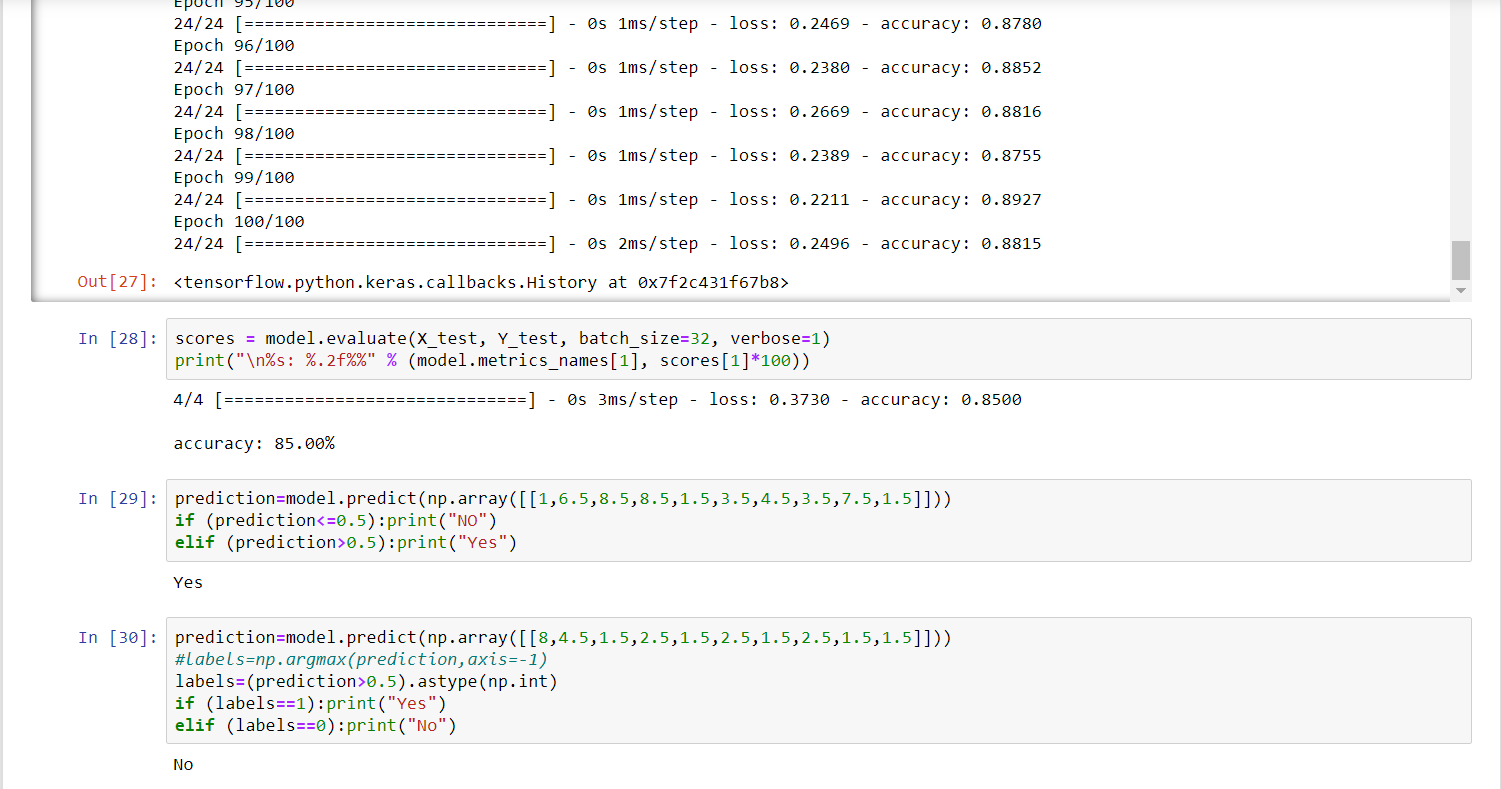 Epoch 95/100
24/24 [==============================] - 0s 1ms/step - loss: 0.2469 - accuracy: 0.8780
Epoch 96/100
24/24 [==============================] - 0s 1ms/step - loss: 0.2380 - accuracy: 0.8852
Epoch 97/100
24/24 [==============================] - 0s 1ms/step - loss: 0.2669 - accuracy: 0.8816
Epoch 98/100
24/24 [==============================] - 0s 1ms/step - loss: 0.2389 - accuracy: 0.8755
Epoch 99/100
24/24 [==============================] - 0s 1ms/step - loss: 0.2211 - accuracy: 0.8927
Epoch 100/100
24/24 [==============================] - 0s 2ms/step - loss: 0.2496 - accuracy: 0.8815
Out[27]: <tensorflow.python.keras.callbacks.History at 0x7f2c431f67b8>
In [28]: scores = model.evaluate(X_test, Y_test, batch_size=32, verbose=1)
print("\n%s: %.2f%%" % (model.metrics_names[1], scores[1]*100))
4/4 [==============================] - 0s 3ms/step - loss: 0.3730 - accuracy: 0.8500
accuracy: 85.00%
In [29]: prediction=model.predict(np.array([[1,6.5,8.5,8.5,1.5,3.5,4.5,3.5,7.5,1.5]]))
if (prediction<=0.5):print("NO")
elif (prediction>0.5):print("Yes")
Yes
In [30]: prediction=model.predict(np.array([[8,4.5,1.5,2.5,1.5,2.5,1.5,2.5,1.5,1.5]]))
#labels=np.argmax(prediction,axis=-1)
labels=(prediction>0.5).astype(np.int)
if (labels==1):print("Yes")
elif (labels==0):print("No")
No